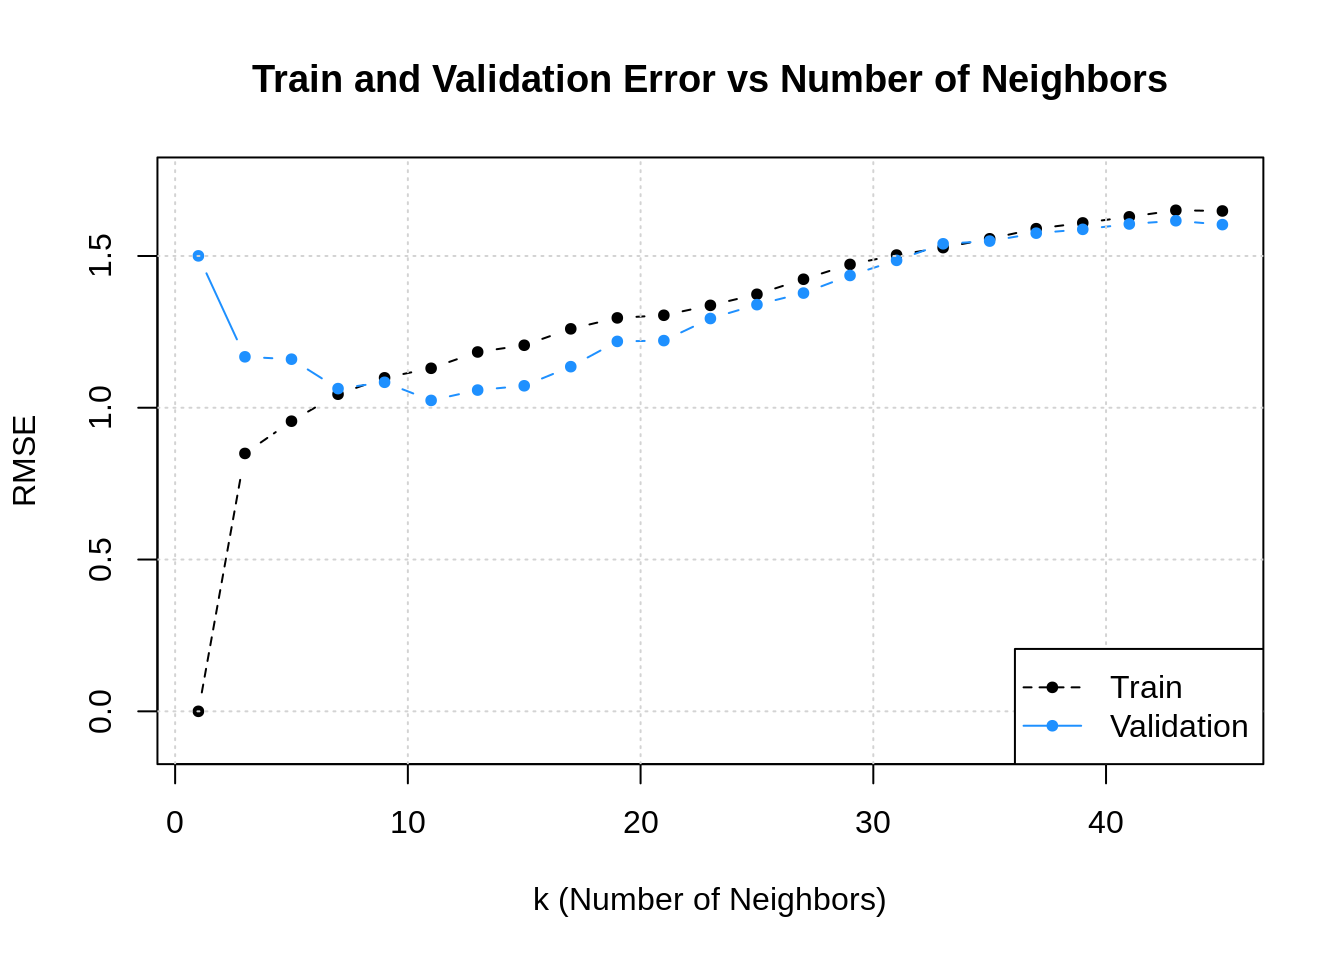 Train and Validation Error vs Number of Neighbors
RMSE
1.5
1.0
0.5
0.0
0 10 20 30 40
k (Number of Neighbors)
Train
Validation